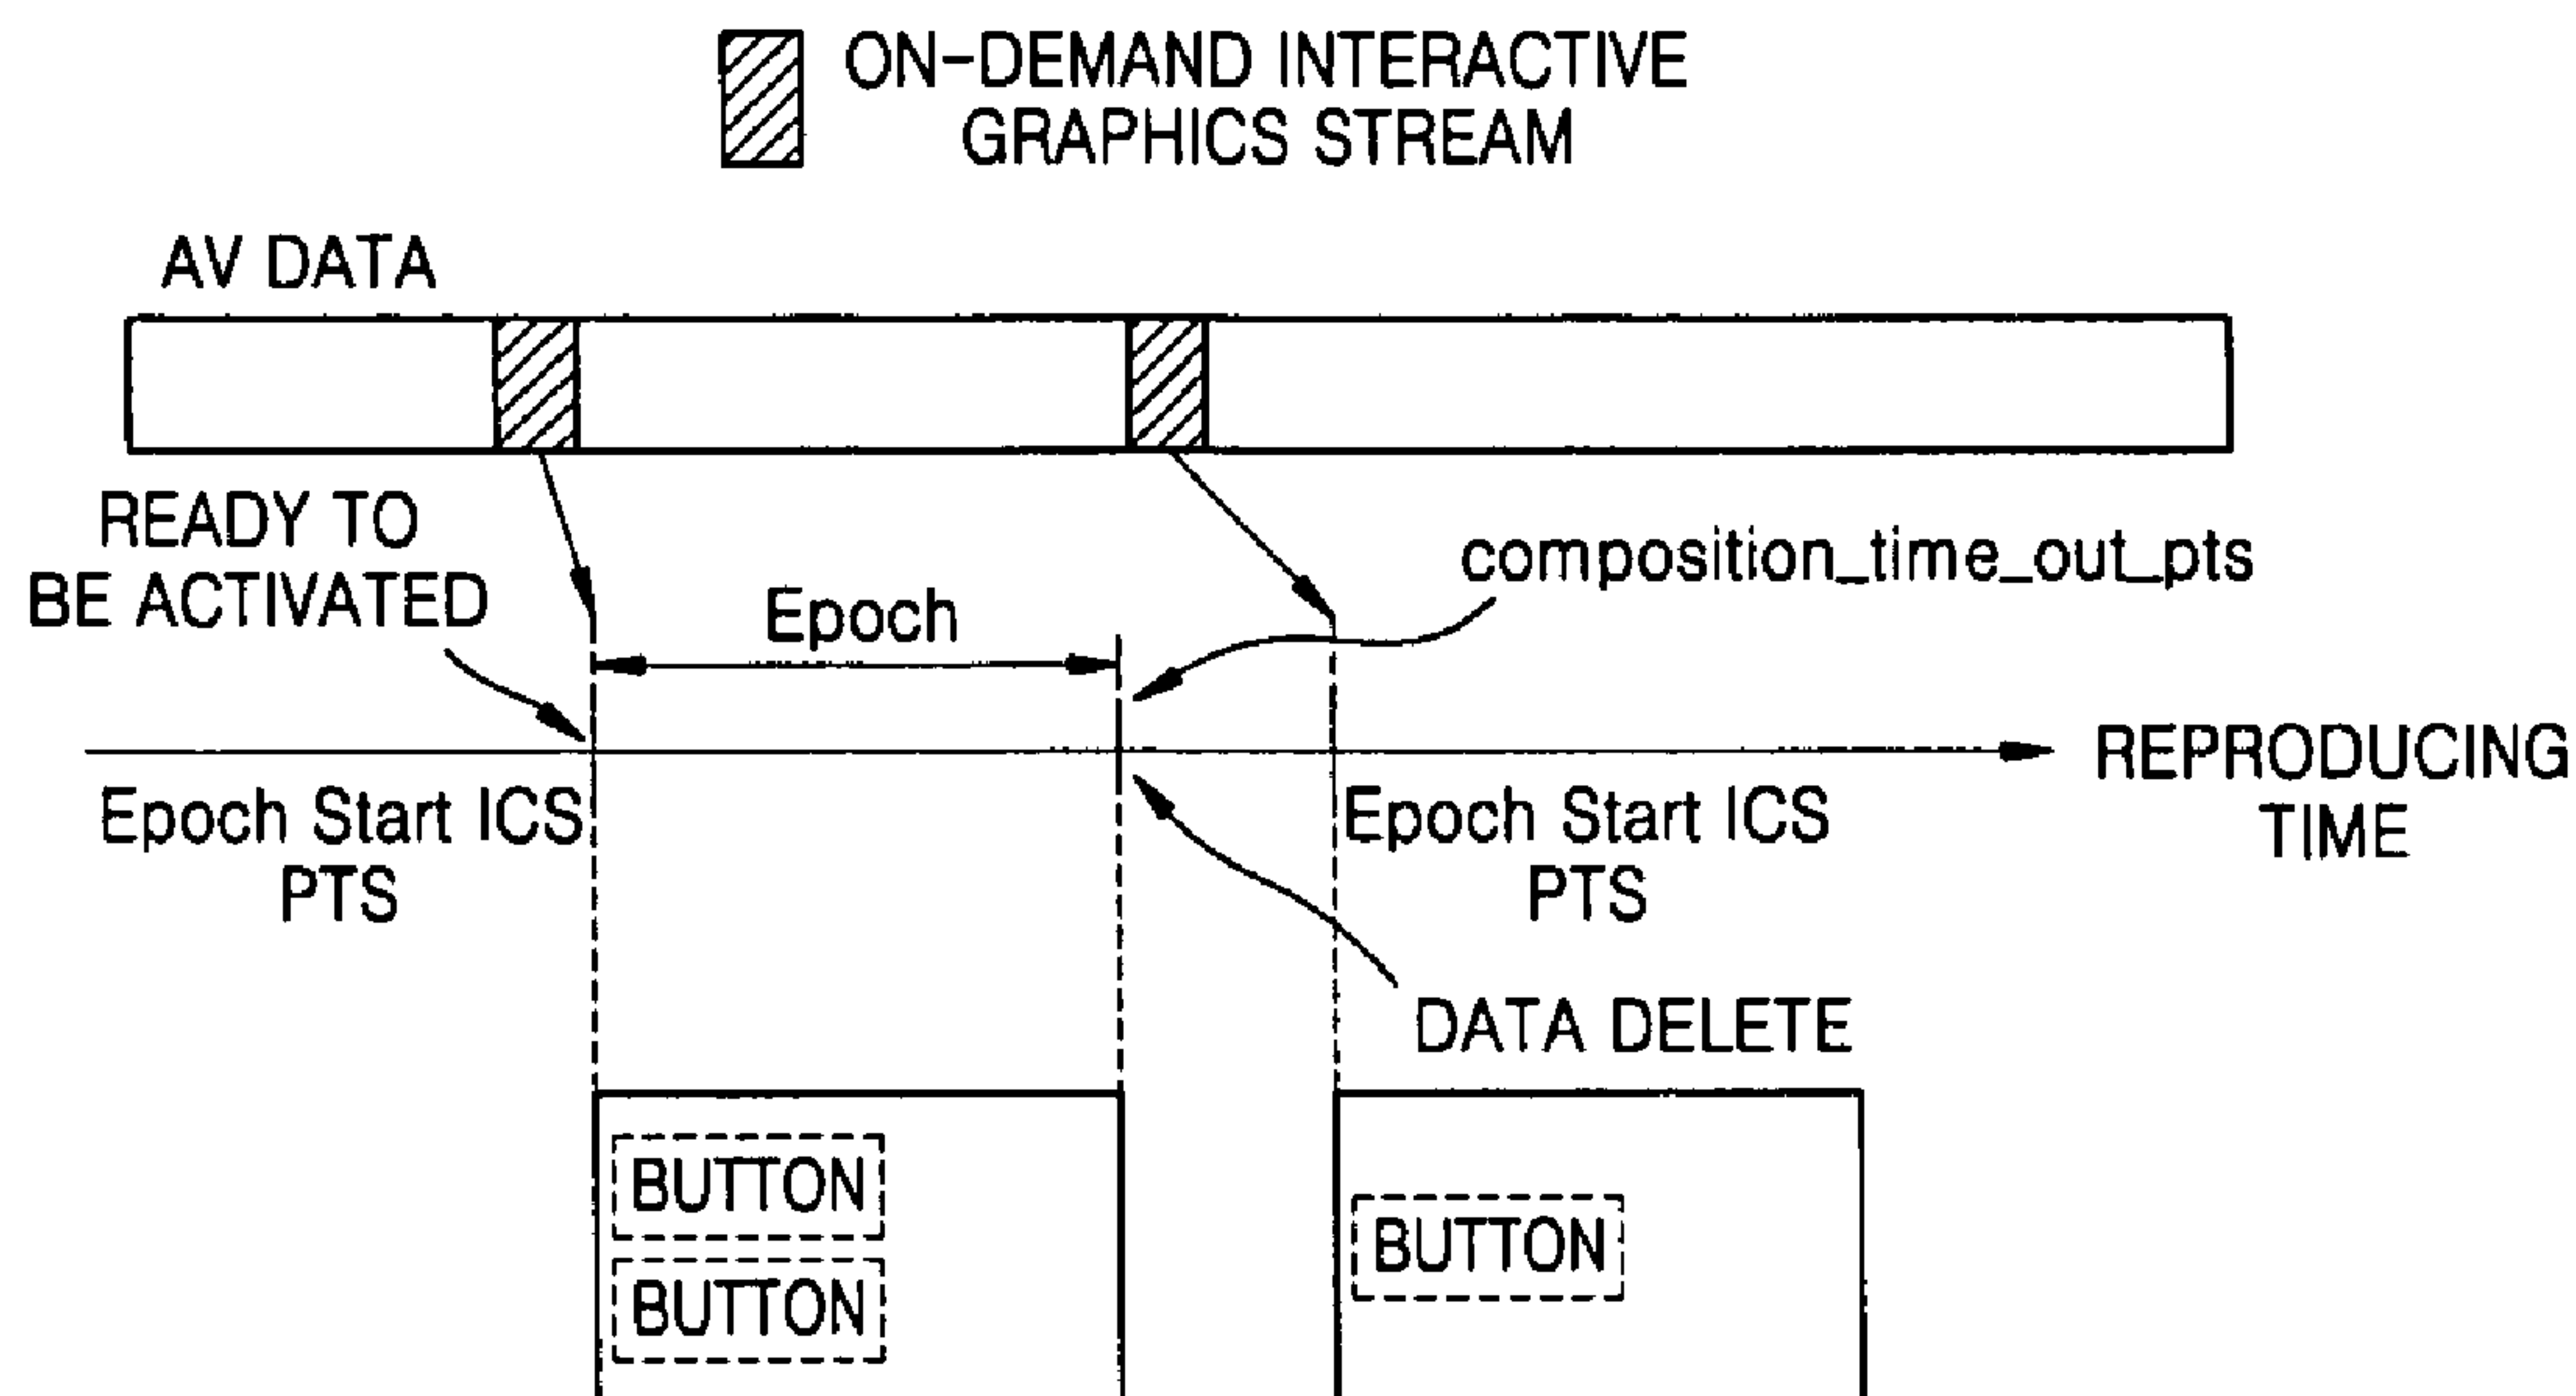 ON-DEMAND INTERACTIVE
GRAPHICS STREAM
AV DATA
READY TO
BE ACTIVATED
Epoch
composition_time_out_pts
REPRODUCING
TIME
Epoch Start ICS
PTS
Epoch Start ICS
PTS
DATA DELETE
BUTTON
BUTTON
BUTTON